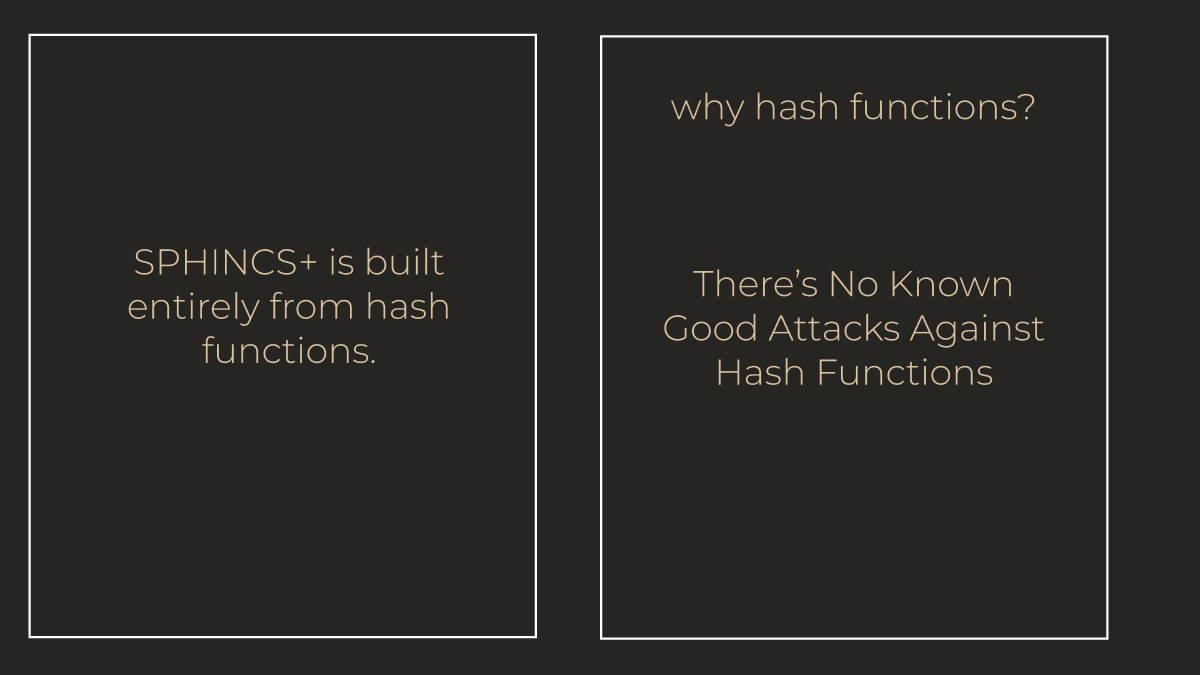 SPHINCS+ is built
entirely from hash
functions.
why hash functions?
There’s No Known
Good Attacks Against
Hash Functions